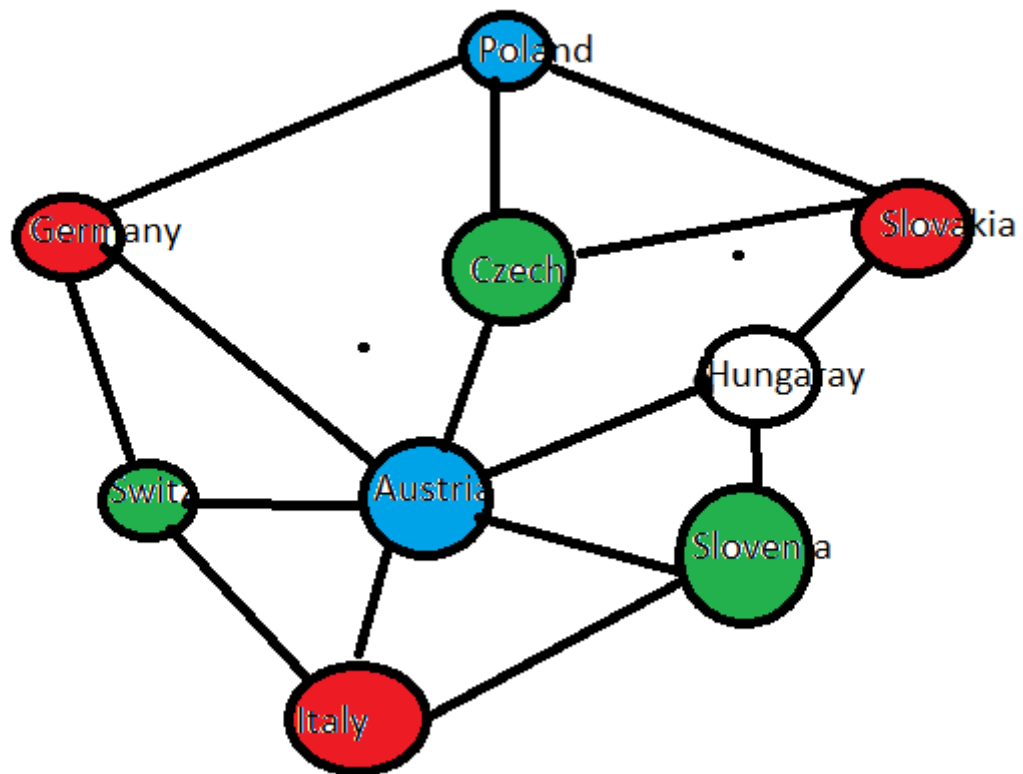 Poland
Germany
Slovakia
Czech
Hungaray
Switz
Austria
Slovenia
Italy